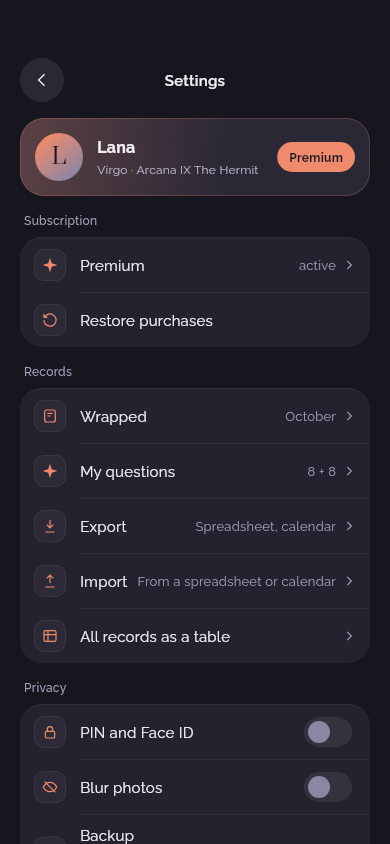 Settings
L
Lana
Virgo · Arcana IX The Hermit
Premium
Subscription
Premium active
Restore purchases
Records
Wrapped October
My questions 8 + 8
Export Spreadsheet, calendar
Import From a spreadsheet or calendar
All records as a table
Privacy
PIN and Face ID
Blur photos
Backup